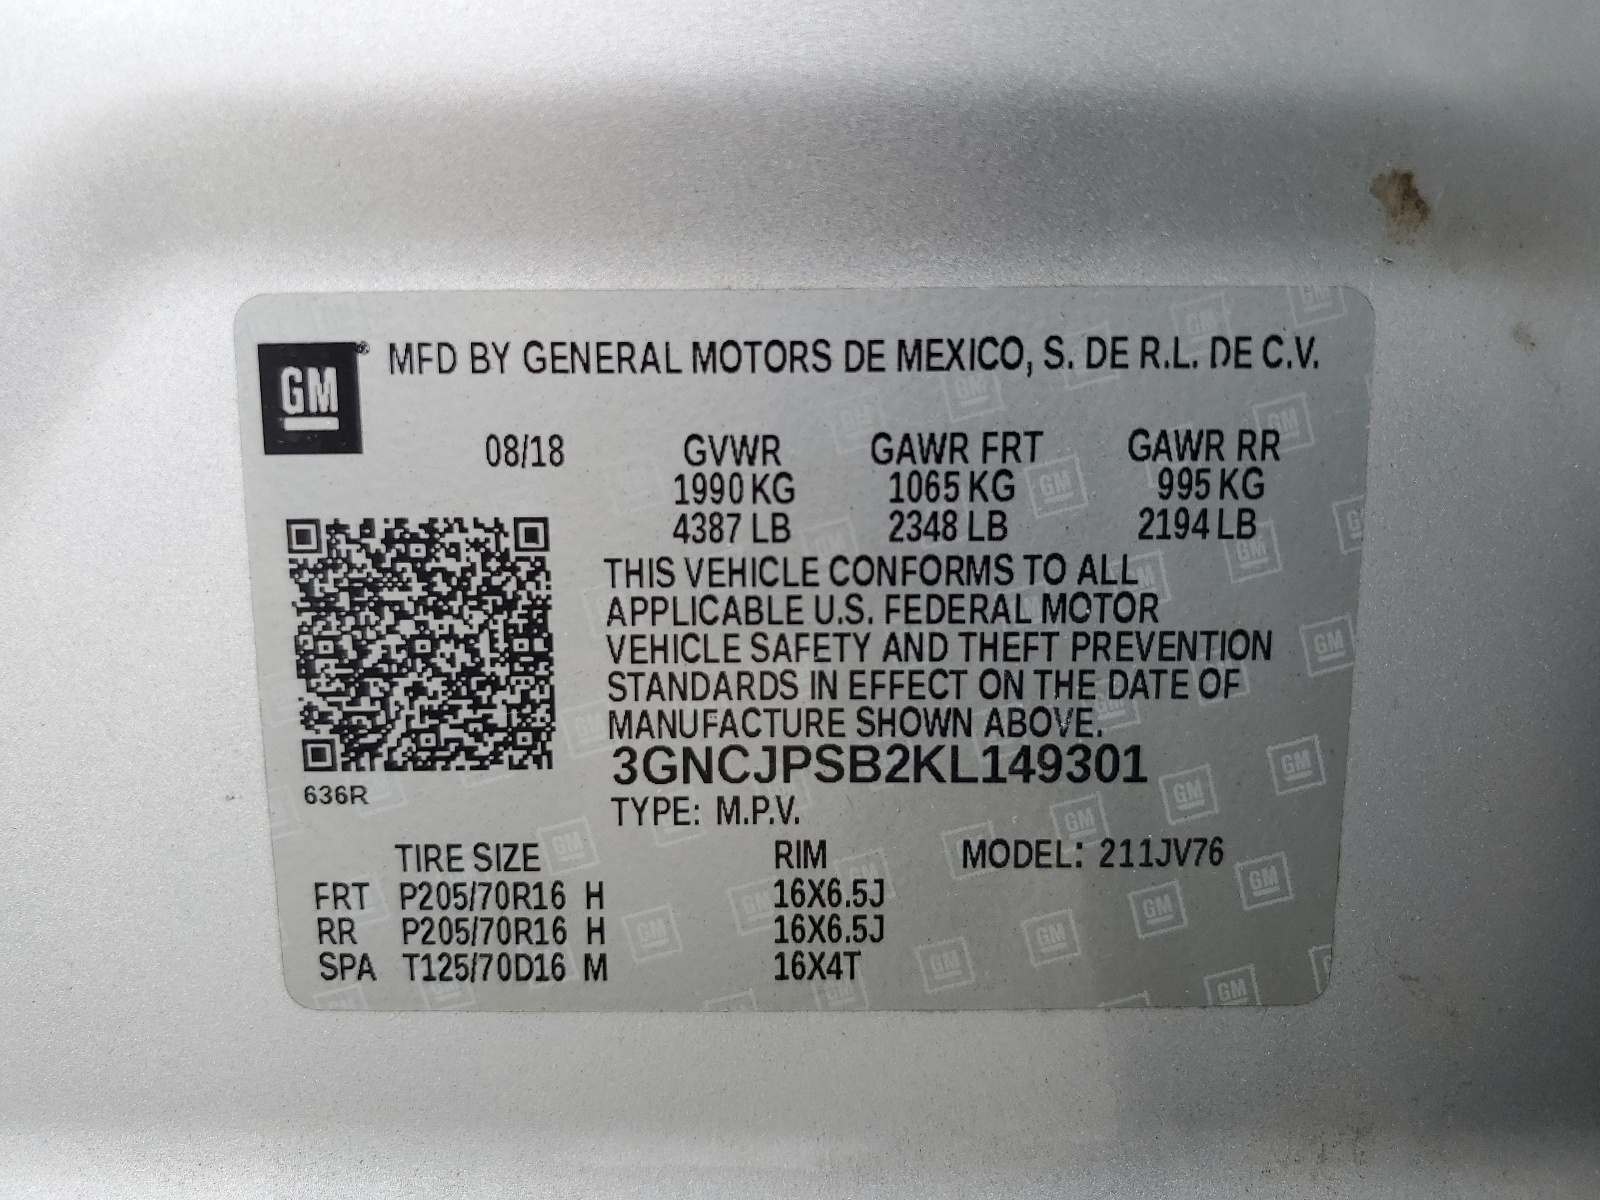 GM ® MFD BY GENERAL MOTORS DE MEXICO, S. DE R.L. DE C.V.
08/18 GVWR GAWR FRT GAWR RR
1990 KG 1065 KG 995 KG
4387 LB 2348 LB 2194 LB
THIS VEHICLE CONFORMS TO ALL
APPLICABLE U.S. FEDERAL MOTOR
VEHICLE SAFETY AND THEFT PREVENTION
STANDARDS IN EFFECT ON THE DATE OF
MANUFACTURE SHOWN ABOVE.
3GNCJPSB2KL149301
636R
TYPE: M.P.V.
TIRE SIZE RIM MODEL: 211JV76
FRT P205/70R16 H 16X6.5J
RR P205/70R16 H 16X6.5J
SPA T125/70D16 M 16X4T